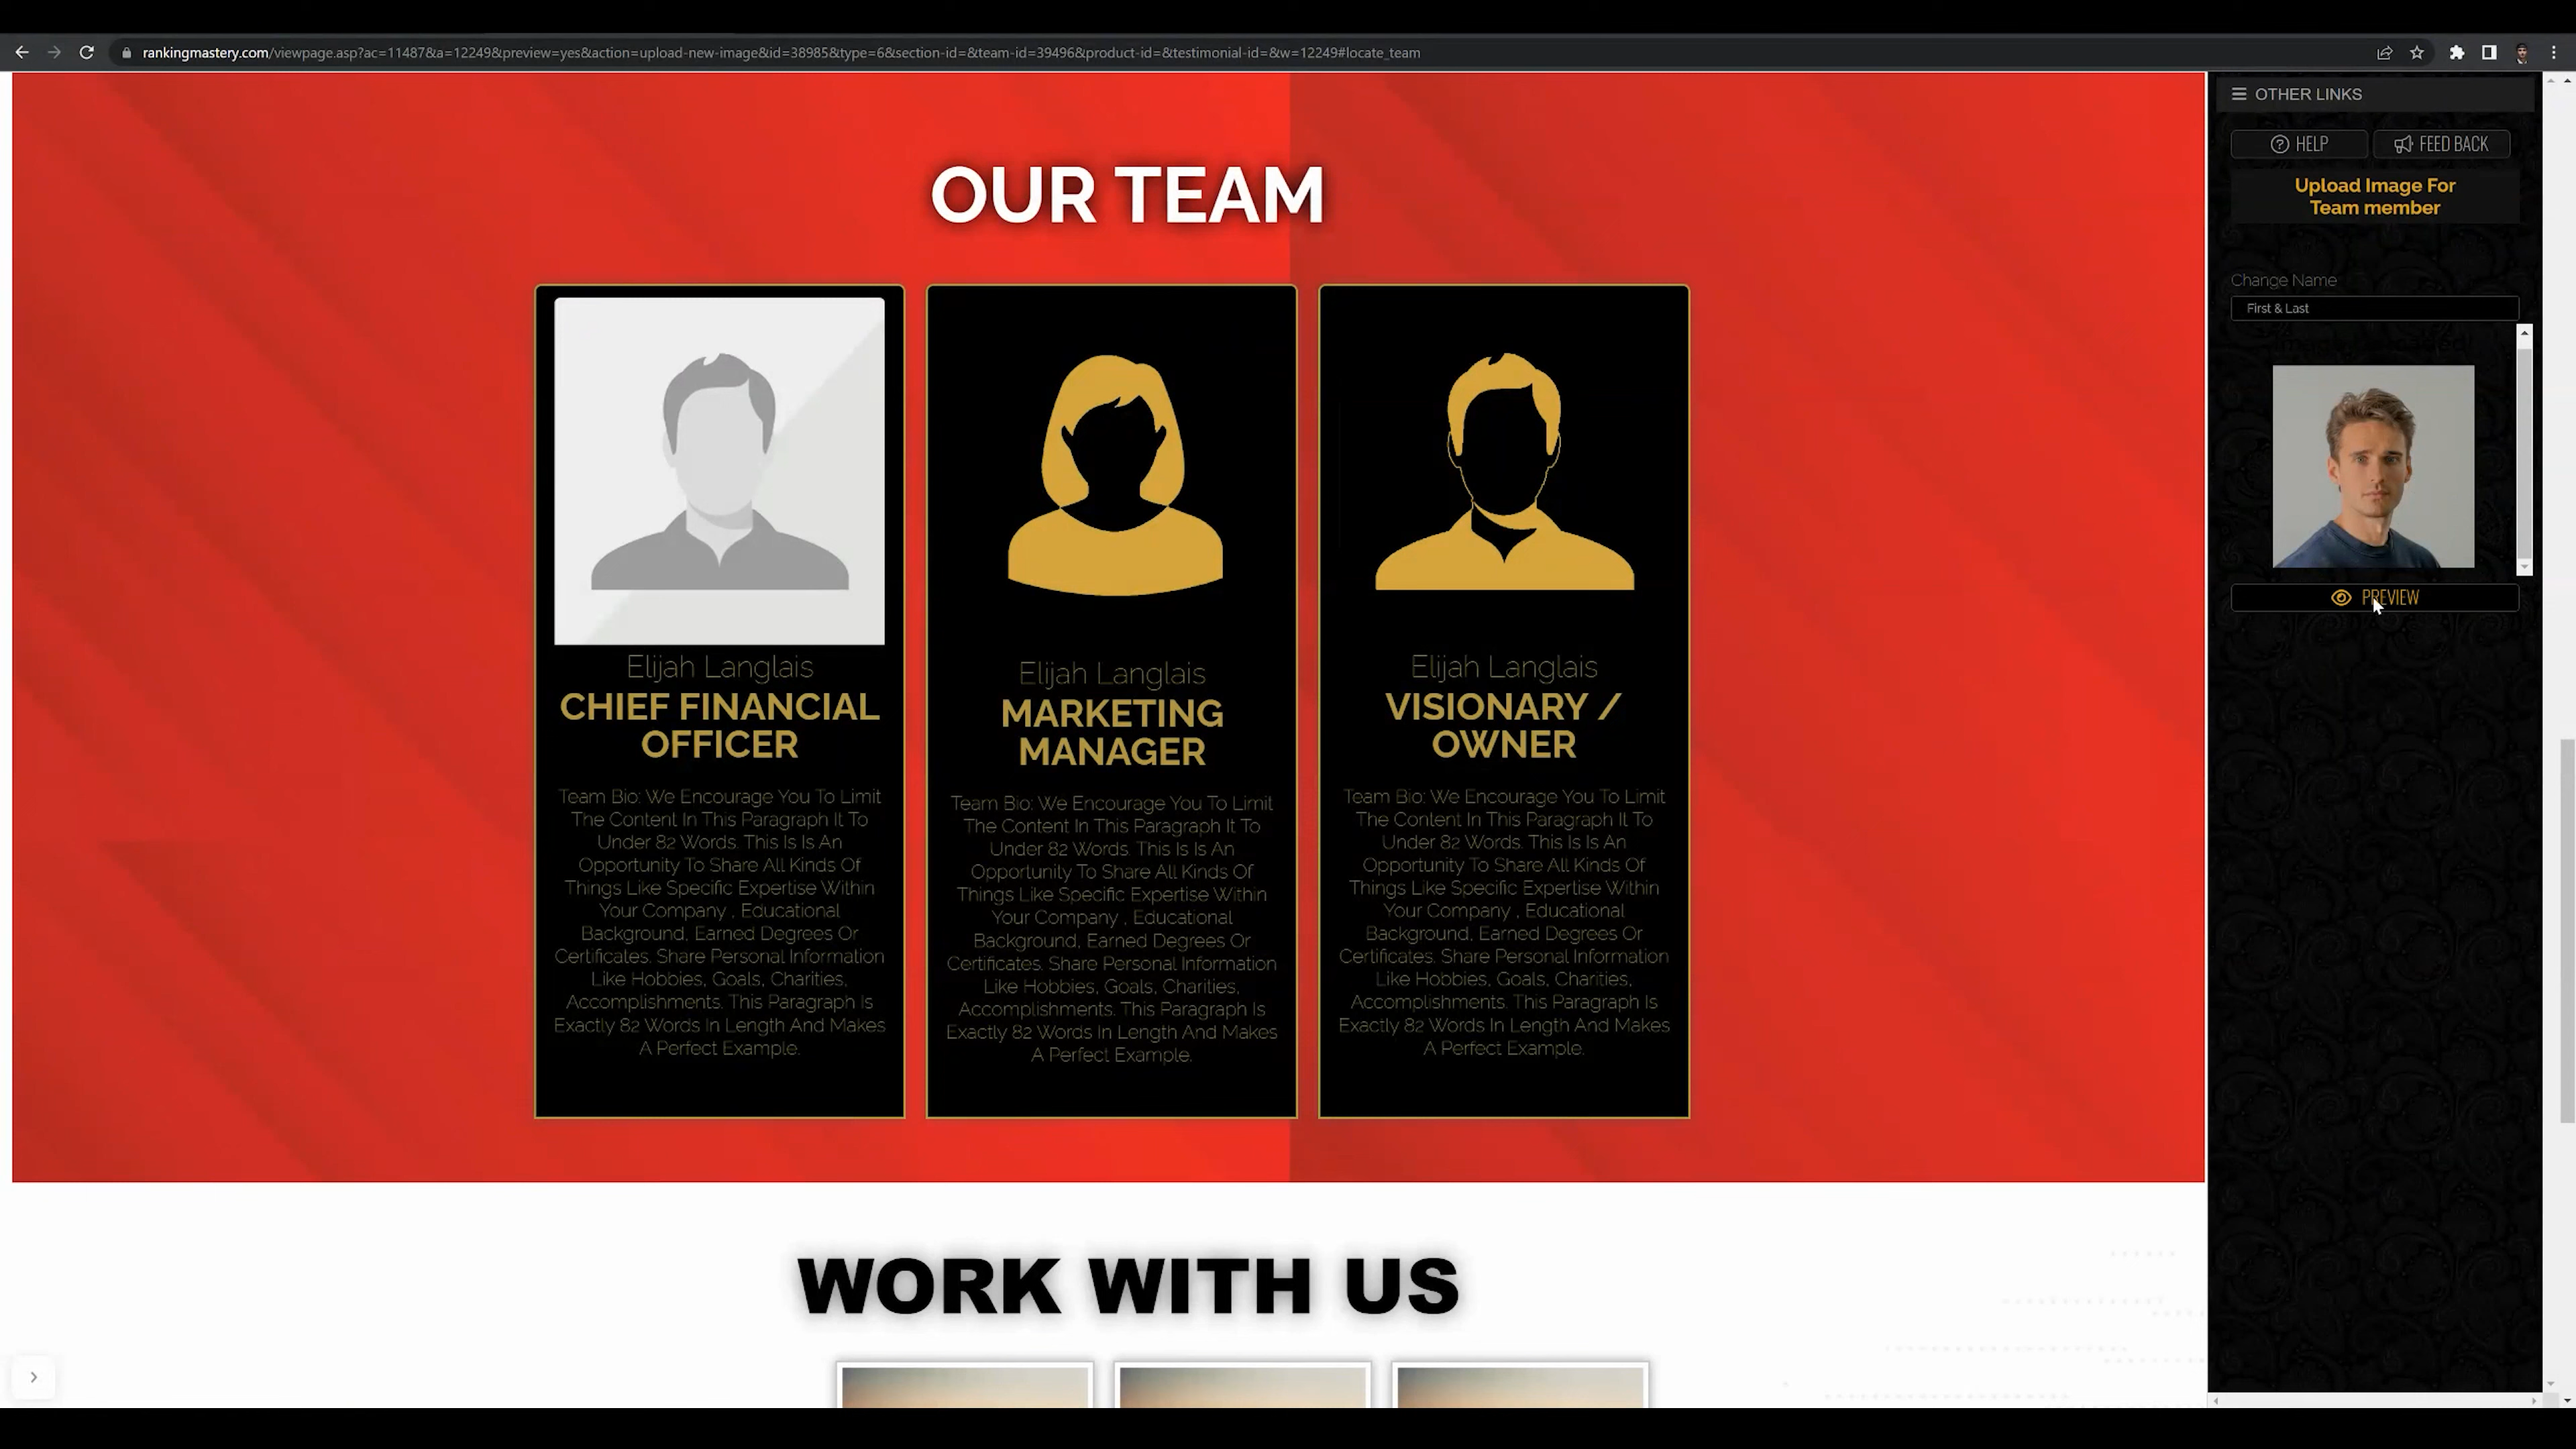 rankingmastery.com/viewpage.asp?ac=11487&a=12249&preview=yes&action=upload-new-image&id=38985&type=6&section-id=&team-id=39496&product-id=&testimonial-id=&w=12249#locate_team
OUR TEAM
Elijah Langlais
CHIEF FINANCIAL
OFFICER
Team Bio: We Encourage You To Limit
The Content In This Paragraph It To
Under 82 Words. This Is Is An
Opportunity To Share All Kinds Of
Things Like Specific Expertise Within
Your Company , Educational
Background, Earned Degrees Or
Certificates. Share Personal Information
Like Hobbies, Goals, Charities,
Accomplishments. This Paragraph Is
Exactly 82 Words In Length And Makes
A Perfect Example.
Elijah Langlais
MARKETING
MANAGER
Team Bio: We Encourage You To Limit
The Content In This Paragraph It To
Under 82 Words. This Is Is An
Opportunity To Share All Kinds Of
Things Like Specific Expertise Within
Your Company , Educational
Background, Earned Degrees Or
Certificates. Share Personal Information
Like Hobbies, Goals, Charities,
Accomplishments. This Paragraph Is
Exactly 82 Words In Length And Makes
A Perfect Example.
Elijah Langlais
VISIONARY /
OWNER
Team Bio: We Encourage You To Limit
The Content In This Paragraph It To
Under 82 Words. This Is Is An
Opportunity To Share All Kinds Of
Things Like Specific Expertise Within
Your Company , Educational
Background, Earned Degrees Or
Certificates. Share Personal Information
Like Hobbies, Goals, Charities,
Accomplishments. This Paragraph Is
Exactly 82 Words In Length And Makes
A Perfect Example.
WORK WITH US
OTHER LINKS
HELP
FEED BACK
Upload Image For
Team member
Change Name
First & Last
PREVIEW